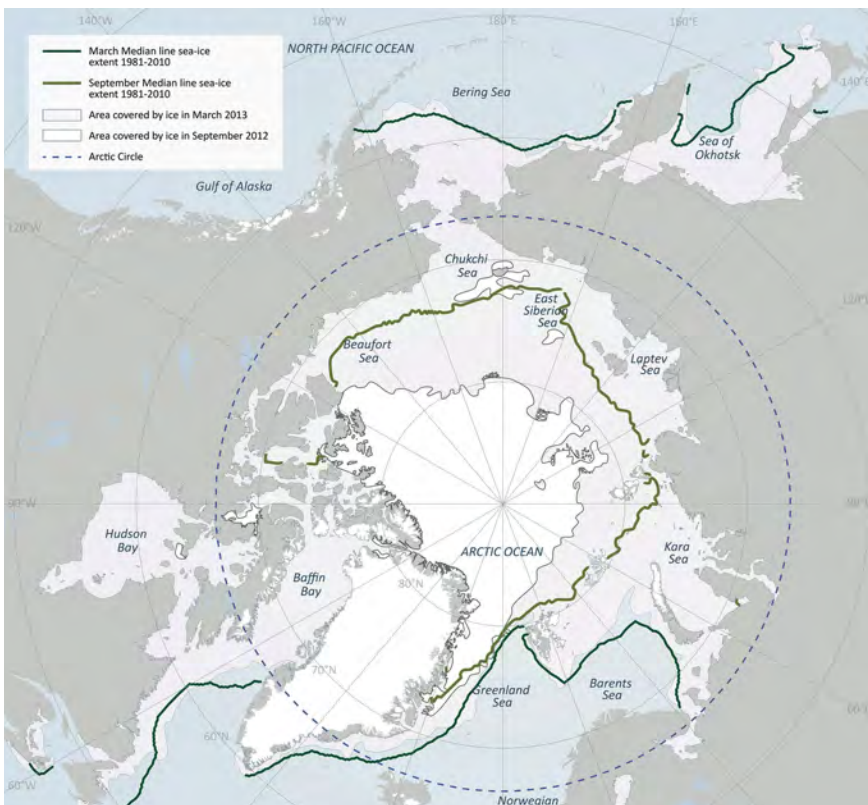 140°W
160°W
180°E
160°E
140°E
March Median line sea-ice
extent 1981-2010
September Median line sea-ice
extent 1981-2010
Area covered by ice in March 2013
Area covered by ice in September 2012
Arctic Circle
NORTH PACIFIC OCEAN
Bering Sea
Sea of
Okhotsk
Gulf of Alaska
120°W
Chukchi
Sea
East
Siberian
Sea
Beaufort
Sea
Laptev
Sea
Hudson
Bay
ARCTIC OCEAN
Kara
Sea
Baffin
Bay
80°N
70°N
Greenland
Sea
Barents
Sea
60°N
60°W
Norwegian